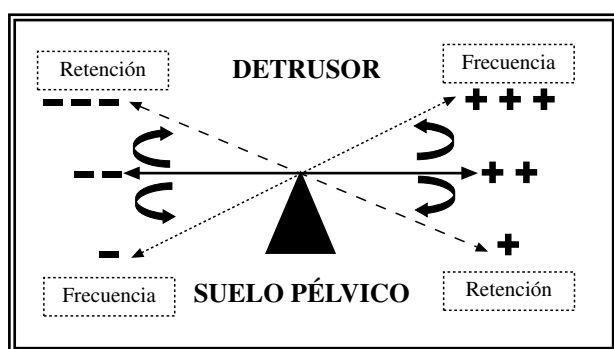 Retención
DETRUSOR
Frecuencia
− − −
+ + +
− −
+ +
−
+
Frecuencia
SUELO PÉLVICO
Retención